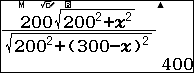 M √▱ R ▲
200√200²+x²
√200²+(300-x)²
400